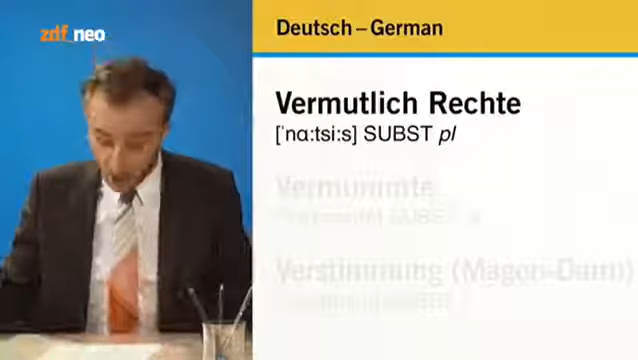 zdf_neo
Deutsch – German
Vermutlich Rechte
[ˈnɑ:tsi:s] SUBST pl
Vermummte
Verstimmung (Magen-Darm)